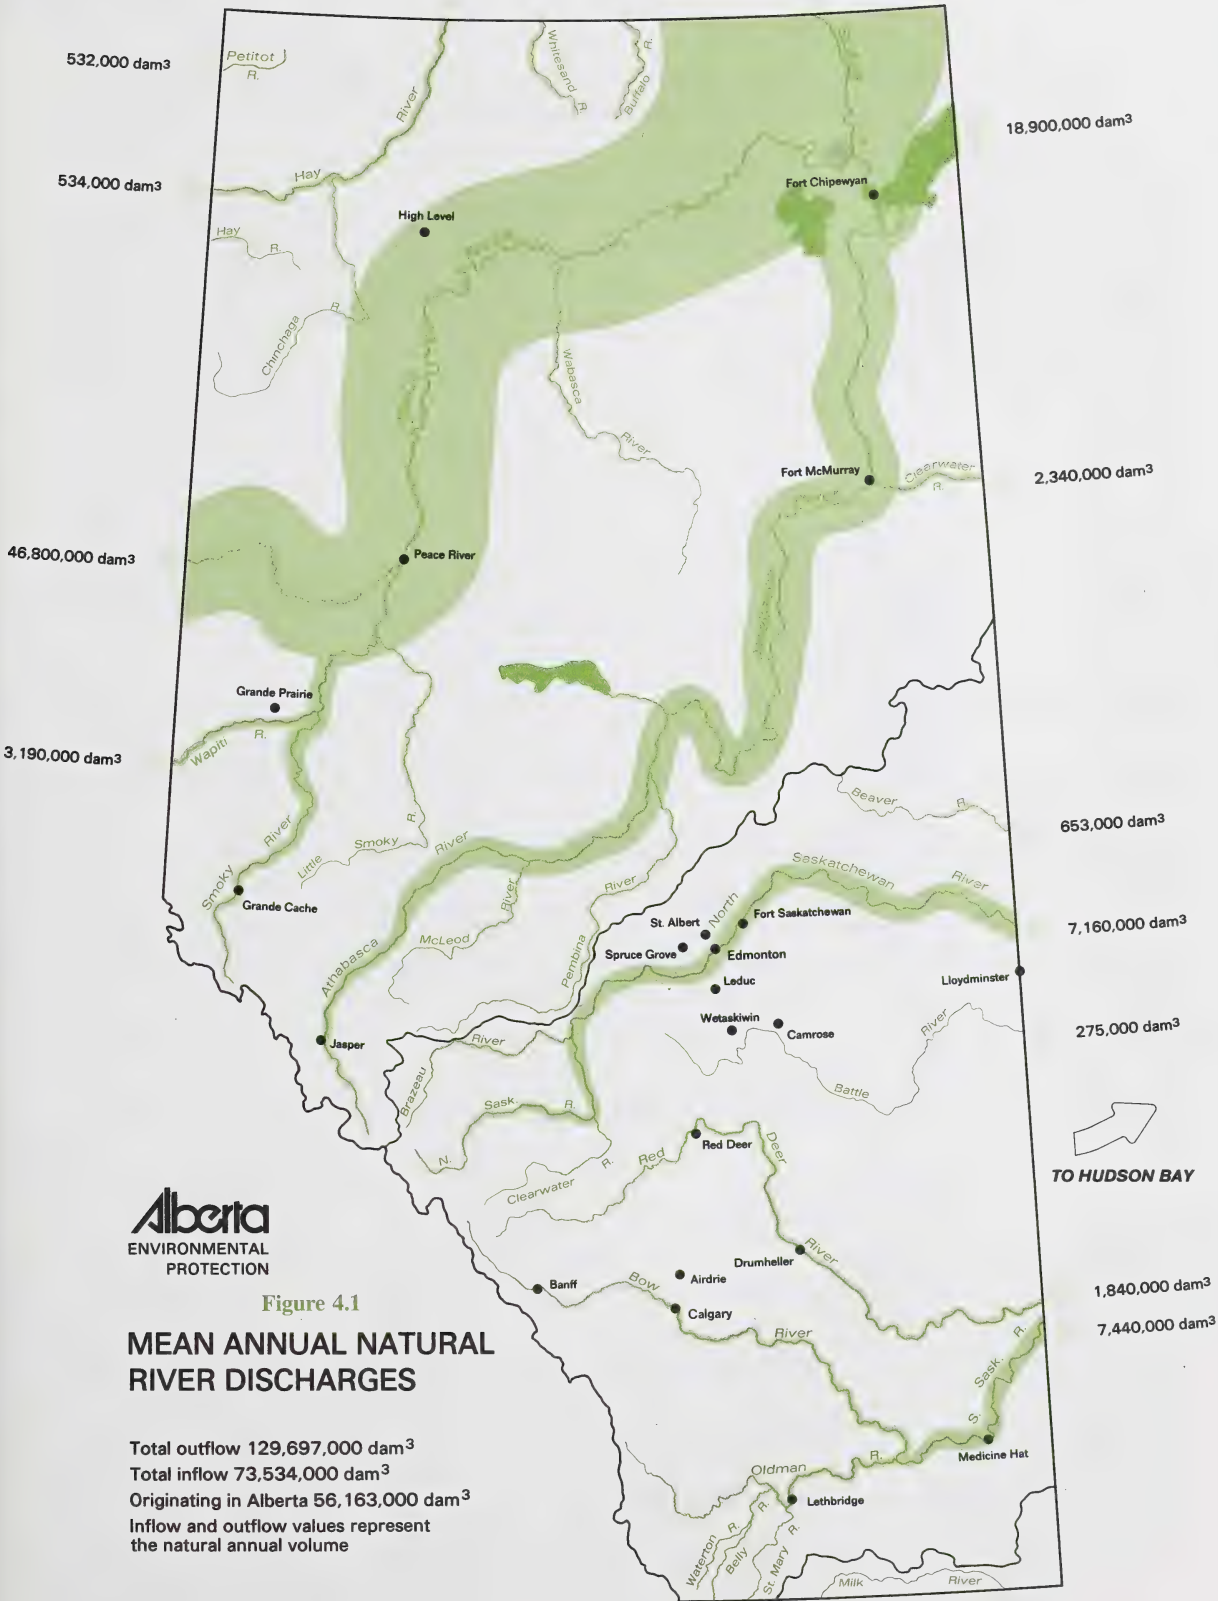 532,000 dam3
Petitot
R.
River
Whitesand R.
Buffalo
R.
18,900,000 dam3
534,000 dam3
Hay
Fort Chipewyan
High Level
Hay
R.
Chinchaga
R.
Wabasca
River
Fort McMurray
Clearwater
R.
2,340,000 dam3
46,800,000 dam3
Peace River
Grande Prairie
Wapiti
R.
3,190,000 dam3
Beaver
R.
653,000 dam3
Smoky
River
Little
Smoky
R.
Grande Cache
Athabasca
River
McLeod
River
Pembina
River
North
Saskatchewan
River
7,160,000 dam3
St. Albert
Fort Saskatchewan
Spruce Grove
Edmonton
Leduc
Lloydminster
Wetaskiwin
Camrose
275,000 dam3
Jasper
River
Brazeau
Battle
River
N.
Sask.
R.
Red Deer
Red
Deer
River
Clearwater
R.
TO HUDSON BAY
Alberta
ENVIRONMENTAL
PROTECTION
Drumheller
Banff
Bow
Airdrie
1,840,000 dam3
Figure 4.1
Calgary
River
7,440,000 dam3
MEAN ANNUAL NATURAL
RIVER DISCHARGES
S.
Sask.
R.
Medicine Hat
Total outflow 129,697,000 dam3
Total inflow 73,534,000 dam3
Originating in Alberta 56,163,000 dam3
Inflow and outflow values represent
the natural annual volume
Oldman
R.
Lethbridge
Waterton
R.
Belly
R.
St. Mary
R.
Milk
River